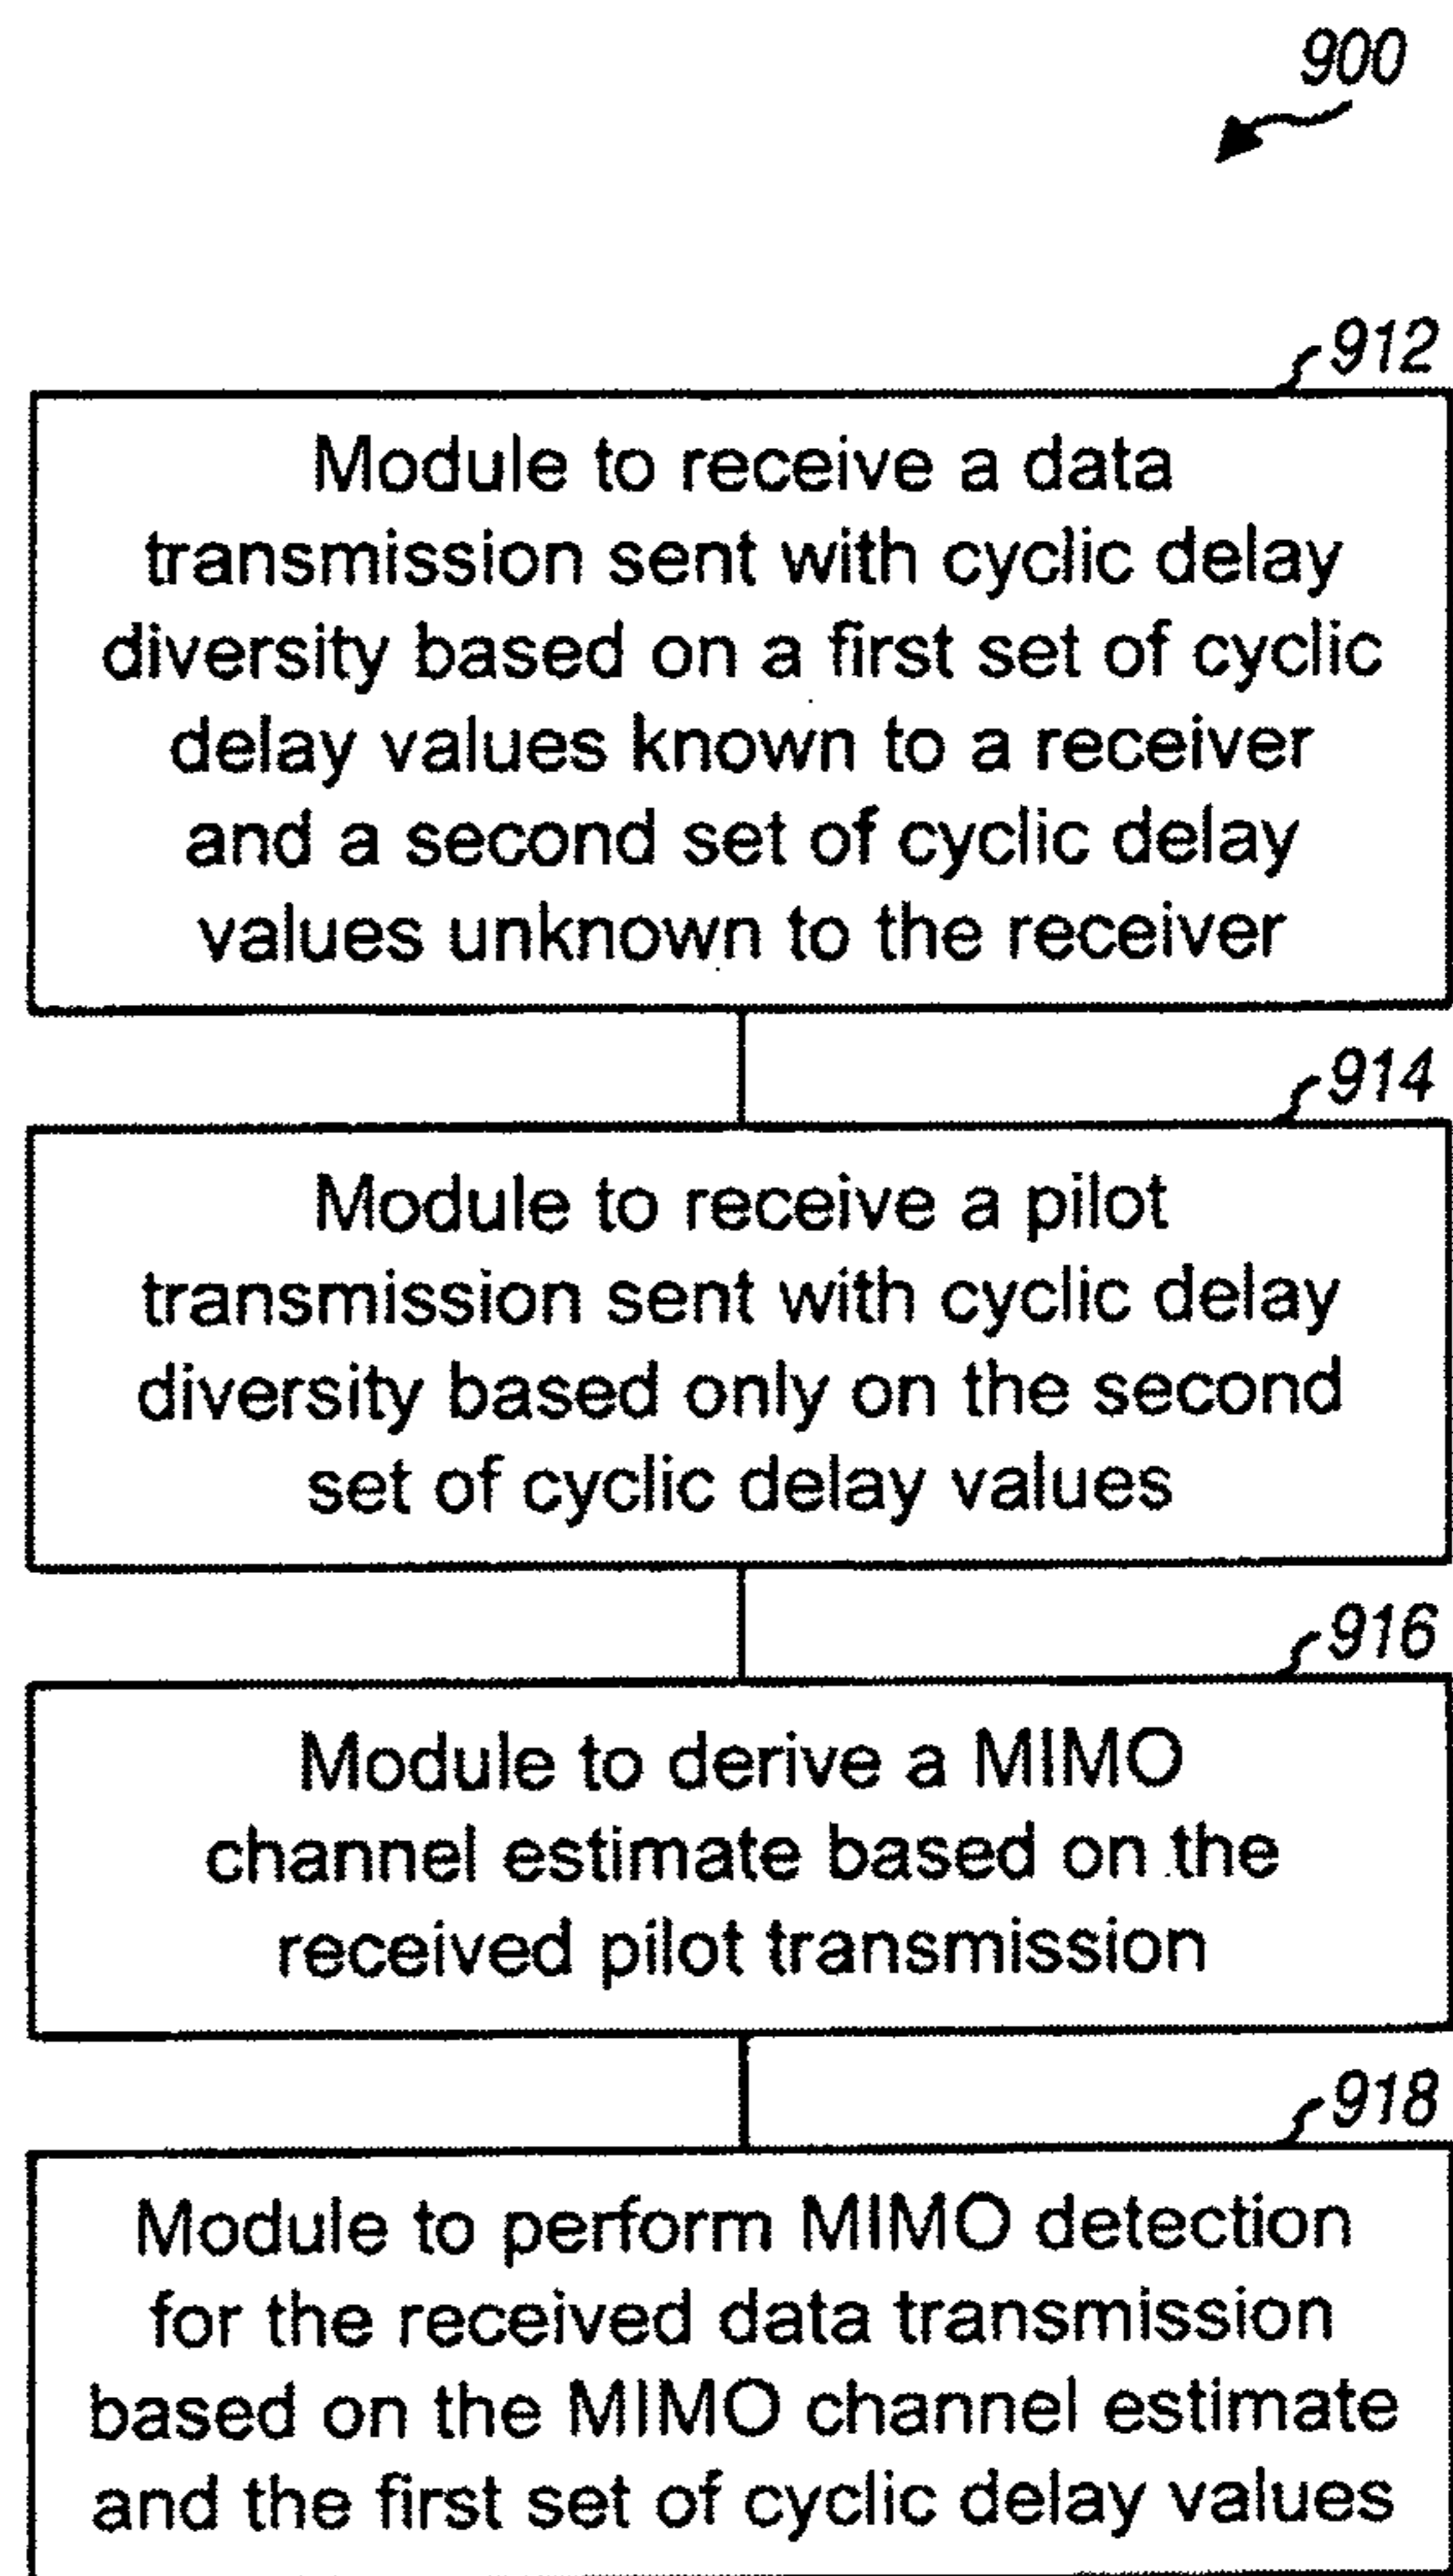 900
912
Module to receive a data
transmission sent with cyclic delay
diversity based on a first set of cyclic
delay values known to a receiver
and a second set of cyclic delay
values unknown to the receiver
914
Module to receive a pilot
transmission sent with cyclic delay
diversity based only on the second
set of cyclic delay values
916
Module to derive a MIMO
channel estimate based on the
received pilot transmission
918
Module to perform MIMO detection
for the received data transmission
based on the MIMO channel estimate
and the first set of cyclic delay values